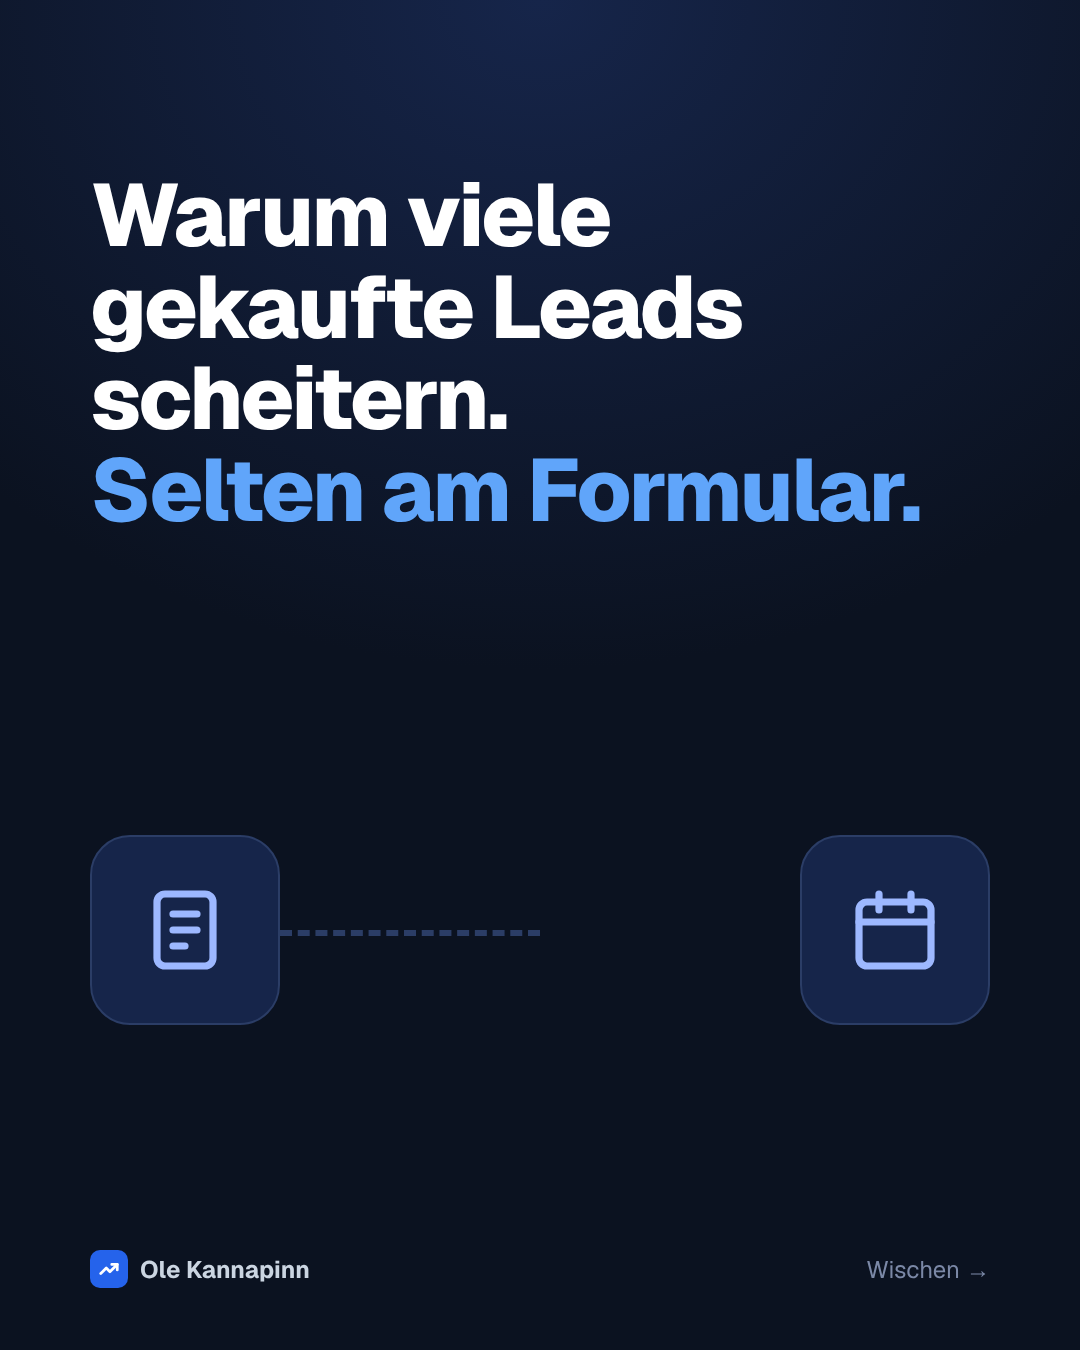 Warum viele
gekaufte Leads
scheitern.
Selten am Formular.
Ole Kannapinn
Wischen →